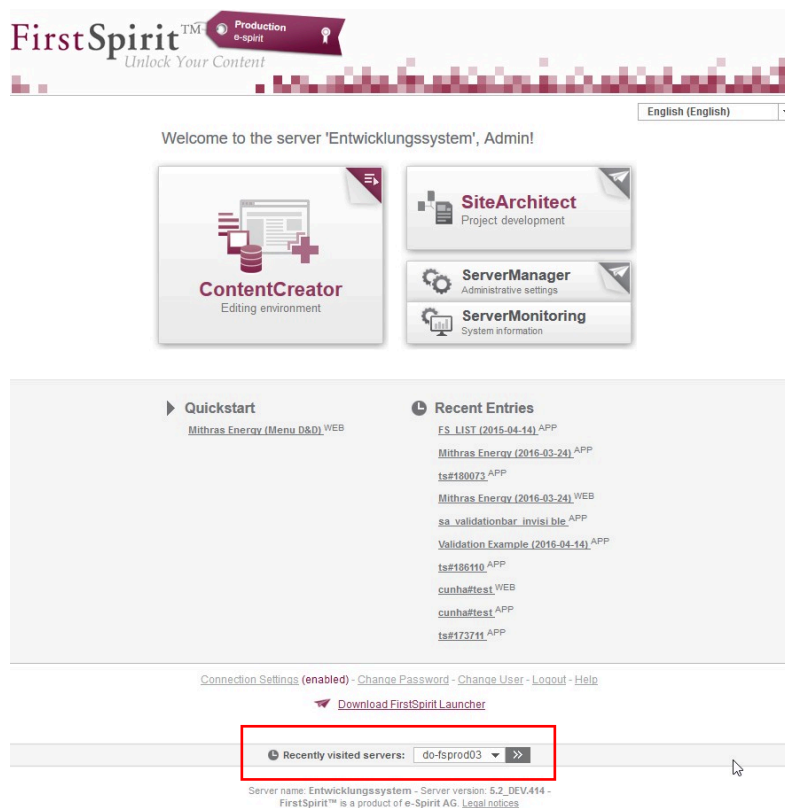 FirstSpirit™
Production
e-spirit
Unlock Your Content
English (English)
Welcome to the server 'Entwicklungssystem', Admin!
ContentCreator
Editing environment
SiteArchitect
Project development
ServerManager
Administrative settings
ServerMonitoring
System information
Quickstart
Mithras Energy (Menu D&D) WEB
Recent Entries
FS_LIST (2015-04-14) APP
Mithras Energy (2016-03-24) APP
ts#180073 APP
Mithras Energy (2016-03-24) WEB
sa_validationbar_invisi ble APP
Validation Example (2016-04-14) APP
ts#186110 APP
cunha#test WEB
cunha#test APP
ts#173711 APP
Connection Settings (enabled) - Change Password - Change User - Logout - Help
Download FirstSpirit Launcher
Recently visited servers: do-fsprod03 »
Server name: Entwicklungssystem - Server version: 5.2_DEV.414 -
FirstSpirit™ is a product of e-Spirit AG. Legal notices